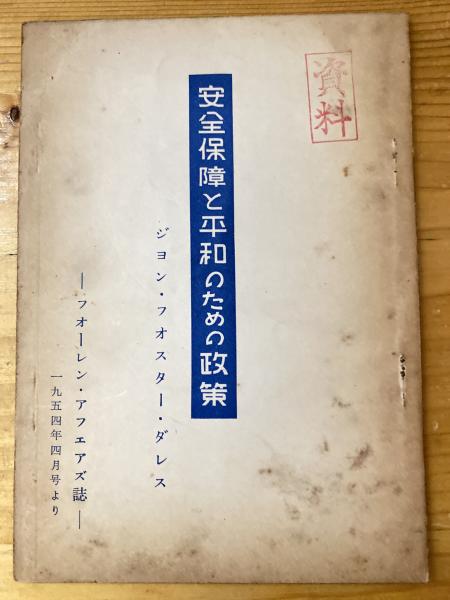 資料
安全保障と平和のための政策
ジヨン・フオスター・ダレス
―フオーレン・アフエアズ誌―
一九五四年四月号より